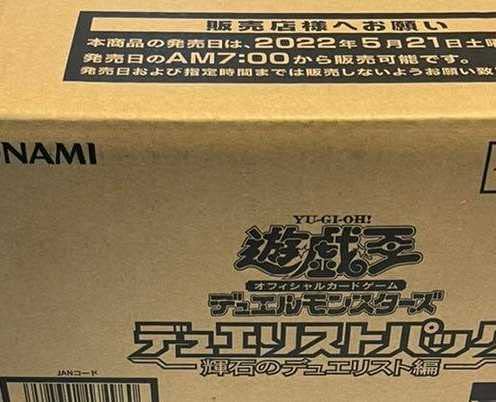 販売店様へお願い
本商品の発売日は、2022年5月21日土
発売日のAM7:00から販売可能です。
発売日および指定時間までは販売しないようお願い致
NAMI
YU-GI-OH!
遊戯王
オフィシャルカードゲーム
デュエルモンスターズ
デュエリストパック
輝石のデュエリスト編
JANコード